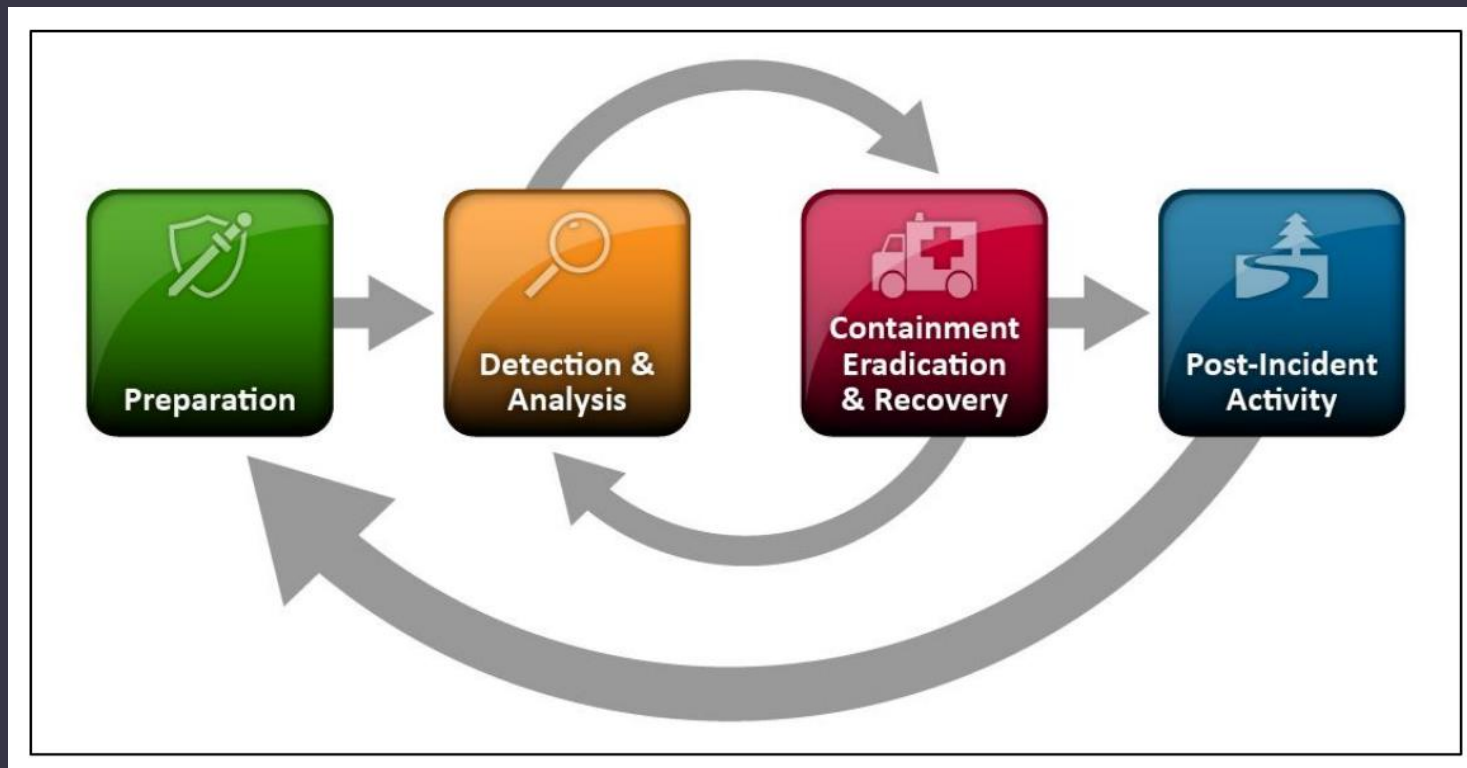 Preparation
Detection &
Analysis
Containment
Eradication
& Recovery
Post-Incident
Activity